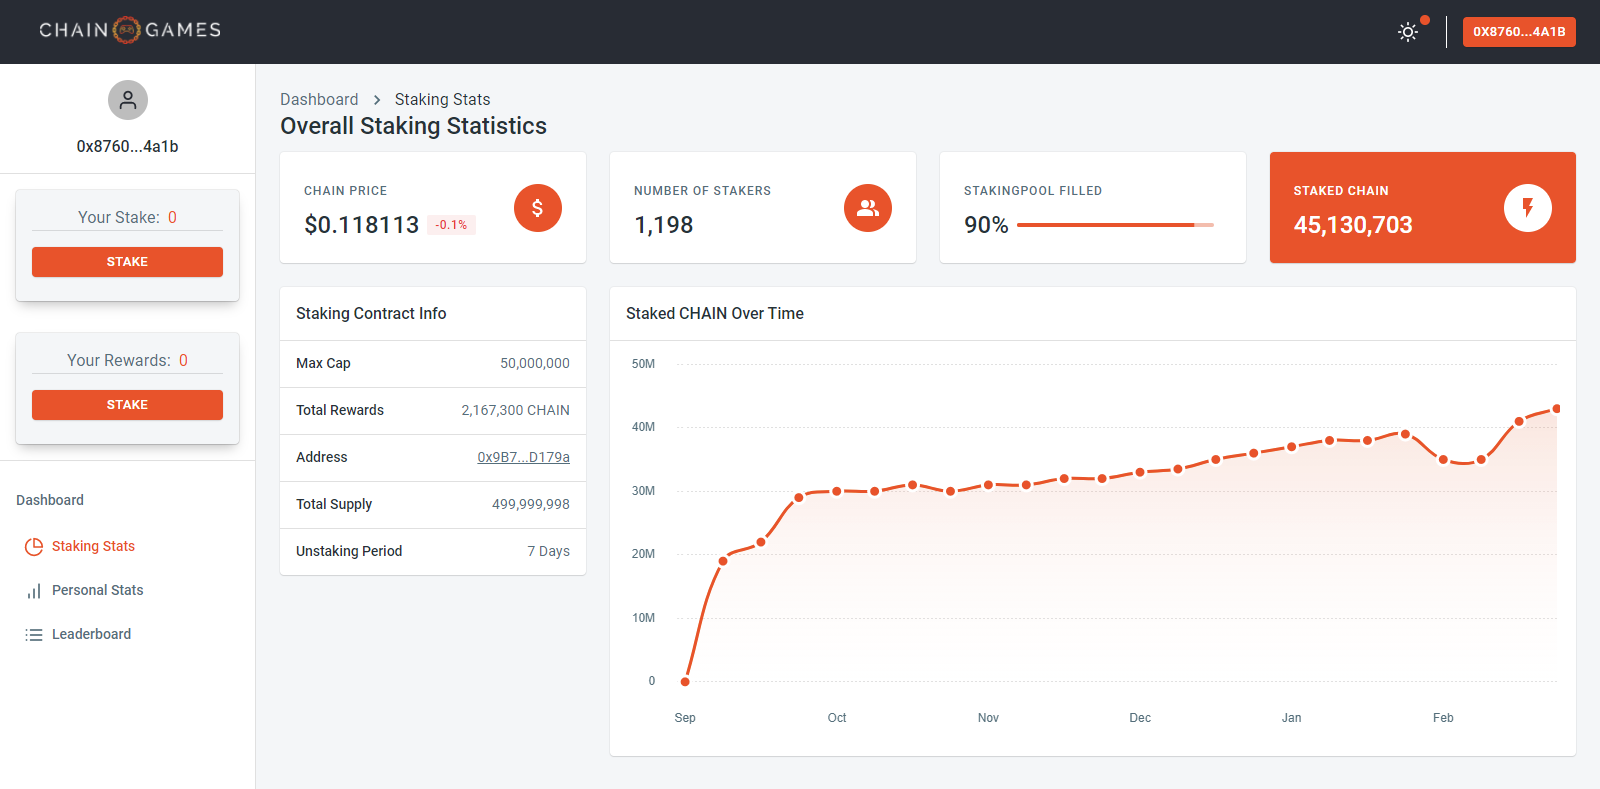 CHAIN GAMES
0X8760...4A1B
0x8760...4a1b
Your Stake: 0
STAKE
Your Rewards: 0
STAKE
Dashboard
Staking Stats
Personal Stats
Leaderboard
Dashboard > Staking Stats
Overall Staking Statistics
CHAIN PRICE
$0.118113 -0.1%
NUMBER OF STAKERS
1,198
STAKINGPOOL FILLED
90%
STAKED CHAIN
45,130,703
Staking Contract Info
Max Cap 50,000,000
Total Rewards 2,167,300 CHAIN
Address 0x9B7...D179a
Total Supply 499,999,998
Unstaking Period 7 Days
Staked CHAIN Over Time
50M
40M
30M
20M
10M
0
Sep Oct Nov Dec Jan Feb